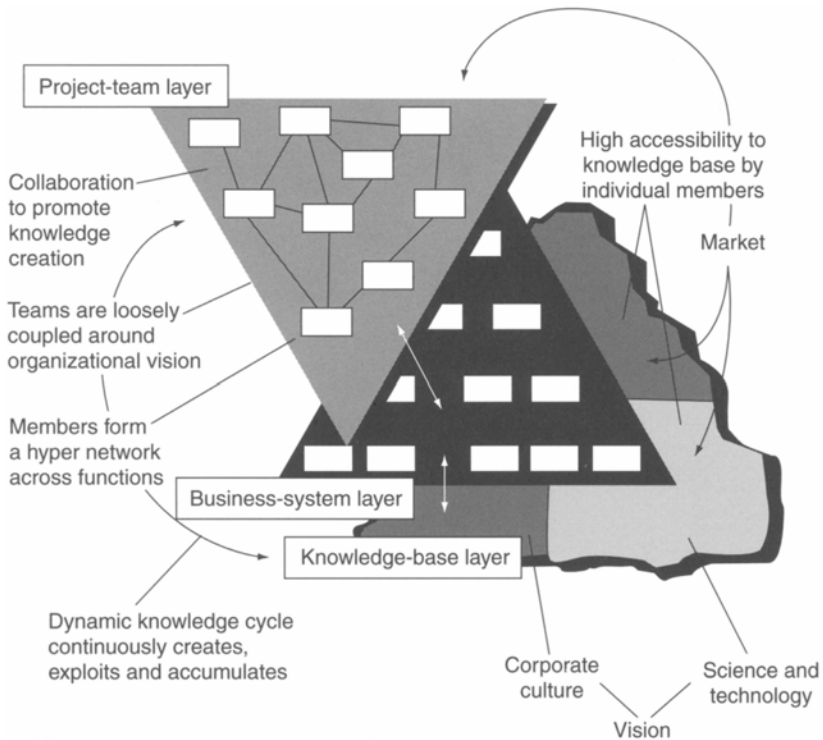 Project-team layer
Collaboration
to promote
knowledge
creation
Teams are loosely
coupled around
organizational vision
Members form
a hyper network
across functions
Business-system layer
Knowledge-base layer
Dynamic knowledge cycle
continuously creates,
exploits and accumulates
High accessibility to
knowledge base by
individual members
Market
Corporate
culture
Science and
technology
Vision